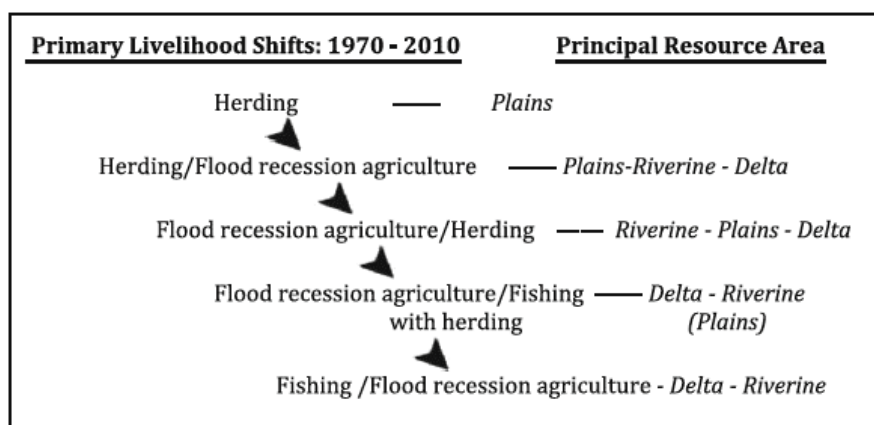 Primary Livelihood Shifts: 1970 - 2010 Principal Resource Area
Herding — Plains
Herding/Flood recession agriculture — Plains-Riverine - Delta
Flood recession agriculture/Herding —— Riverine - Plains - Delta
Flood recession agriculture/Fishing — Delta - Riverine
with herding (Plains)
Fishing /Flood recession agriculture - Delta - Riverine